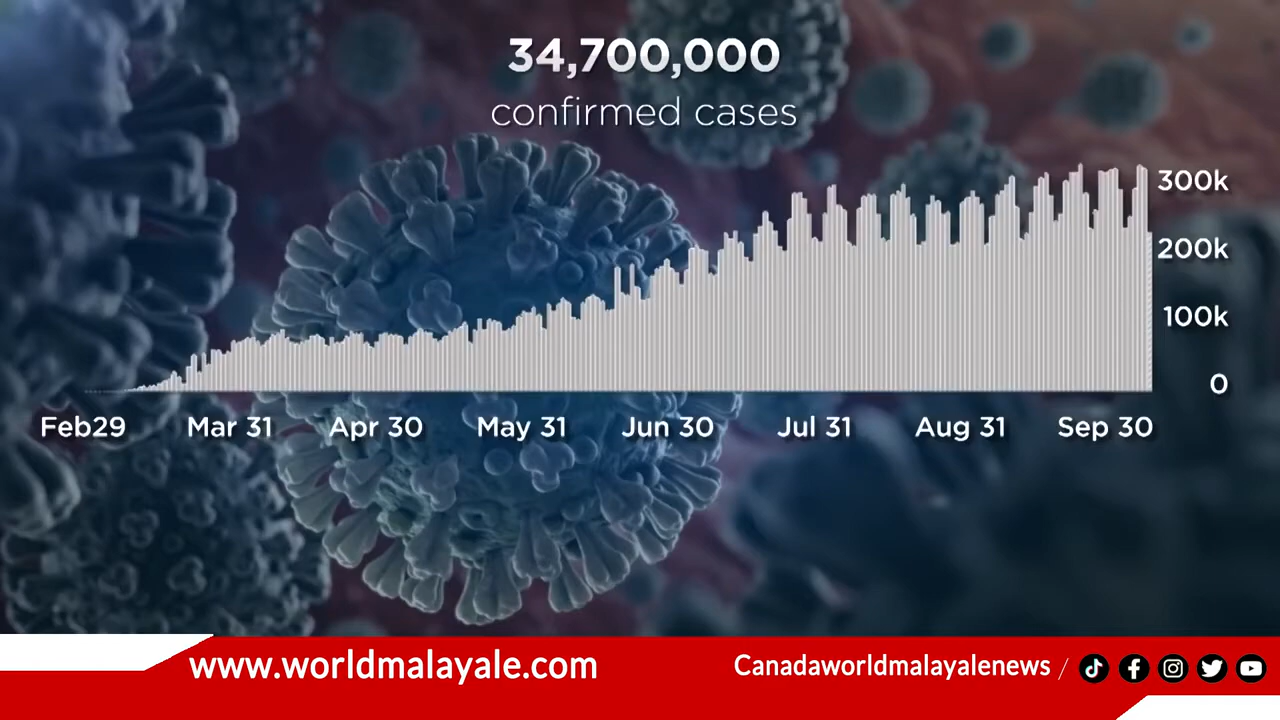 34,700,000
confirmed cases
300k
200k
100k
0
Feb29 Mar 31 Apr 30 May 31 Jun 30 Jul 31 Aug 31 Sep 30
www.worldmalayale.com
Canadaworldmalayalenews /